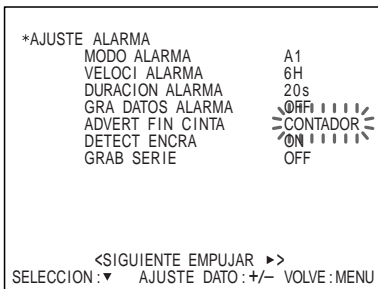 *AJUSTE ALARMA
MODO ALARMA A1
VELOCI ALARMA 6H
DURACION ALARMA 20s
GRA DATOS ALARMA OFF
ADVERT FIN CINTA CONTADOR
DETECT ENCRA ON
GRAB SERIE OFF
<SIGUIENTE EMPUJAR ►>
SELECCION:▼ AJUSTE DATO:+/– VOLVE:MENU